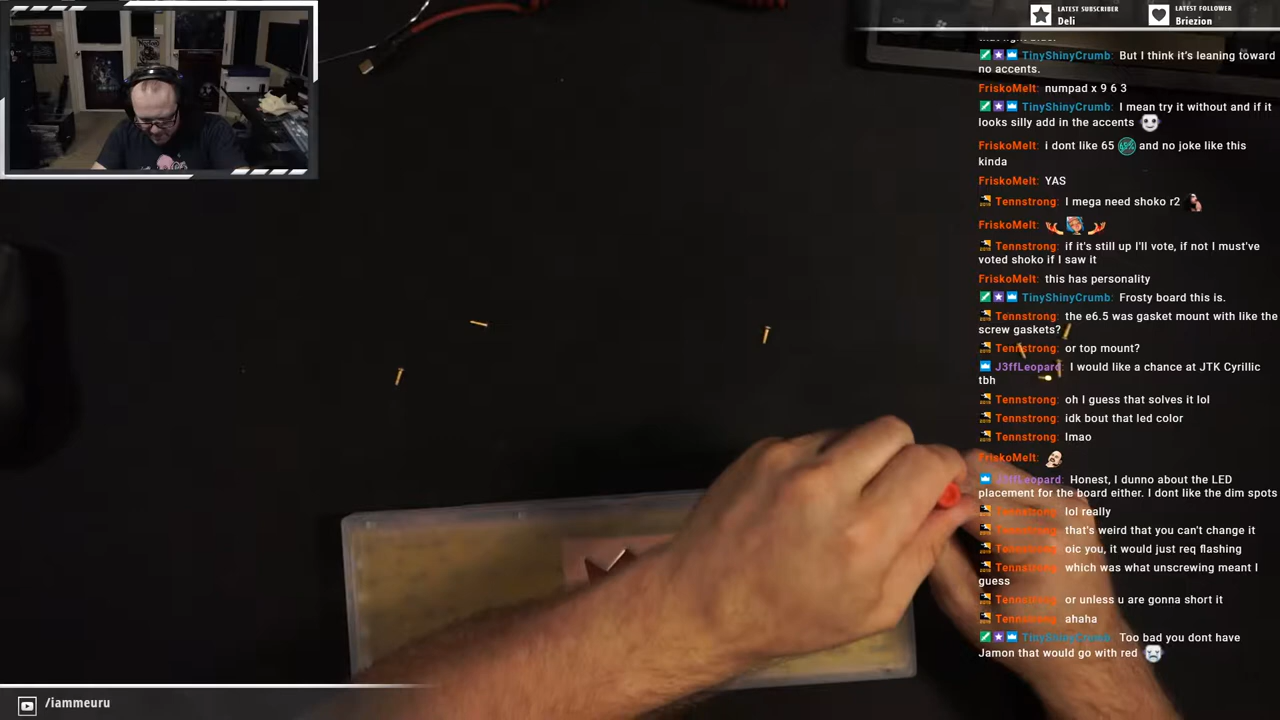 LATEST SUBSCRIBER
Deli
LATEST FOLLOWER
Briezion
TinyShinyCrumb: But I think it's leaning toward
no accents.
FriskoMelt: numpad x 9 6 3
TinyShinyCrumb: I mean try it without and if it
looks silly add in the accents
FriskoMelt: i dont like 65 and no joke like this
kinda
FriskoMelt: YAS
Tennstrong: I mega need shoko r2
FriskoMelt:
Tennstrong: if it's still up I'll vote, if not I must've
voted shoko if I saw it
FriskoMelt: this has personality
TinyShinyCrumb: Frosty board this is.
Tennstrong: the e6.5 was gasket mount with like the
screw gaskets?
Tennstrong: or top mount?
J3ffLeopard: I would like a chance at JTK Cyrillic
tbh
Tennstrong: oh I guess that solves it lol
Tennstrong: idk bout that led color
Tennstrong: lmao
FriskoMelt:
J3ffLeopard: Honest, I dunno about the LED
placement for the board either. I dont like the dim spots
Tennstrong: lol really
Tennstrong: that's weird that you can't change it
Tennstrong: oic you, it would just req flashing
Tennstrong: which was what unscrewing meant I
guess
Tennstrong: or unless u are gonna short it
Tennstrong: ahaha
TinyShinyCrumb: Too bad you dont have
Jamon that would go with red
/iammeuru